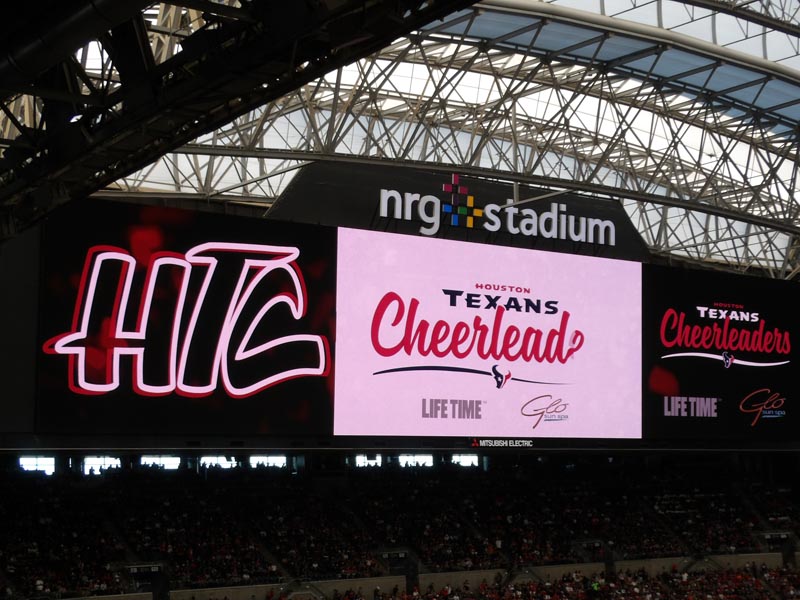 nrg stadium
HTC
HOUSTON
TEXANS
Cheerlead
LIFE TIME
Glo
SUN SPA
HOUSTON
TEXANS
Cheerleaders
LIFE TIME
Glo
SUN SPA
MITSUBISHI ELECTRIC